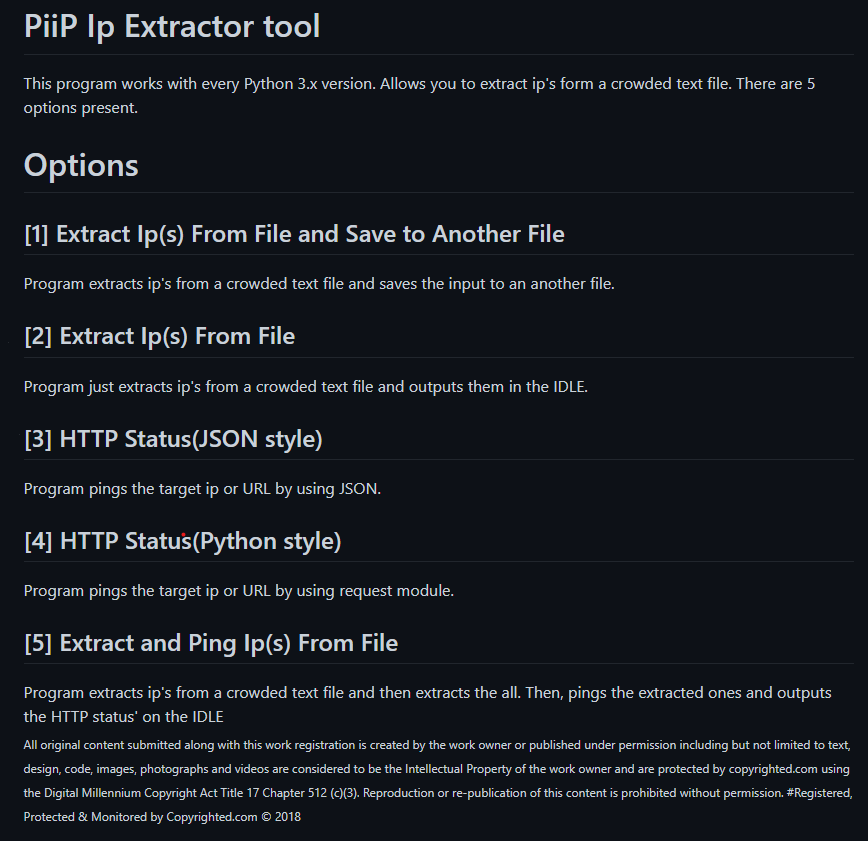 PiiP Ip Extractor tool
This program works with every Python 3.x version. Allows you to extract ip's form a crowded text file. There are 5
options present.
Options
[1] Extract Ip(s) From File and Save to Another File
Program extracts ip's from a crowded text file and saves the input to an another file.
[2] Extract Ip(s) From File
Program just extracts ip's from a crowded text file and outputs them in the IDLE.
[3] HTTP Status(JSON style)
Program pings the target ip or URL by using JSON.
[4] HTTP Status(Python style)
Program pings the target ip or URL by using request module.
[5] Extract and Ping Ip(s) From File
Program extracts ip's from a crowded text file and then extracts the all. Then, pings the extracted ones and outputs
the HTTP status' on the IDLE
All original content submitted along with this work registration is created by the work owner or published under permission including but not limited to text,
design, code, images, photographs and videos are considered to be the Intellectual Property of the work owner and are protected by copyrighted.com using
the Digital Millennium Copyright Act Title 17 Chapter 512 (c)(3). Reproduction or re-publication of this content is prohibited without permission. #Registered,
Protected & Monitored by Copyrighted.com © 2018